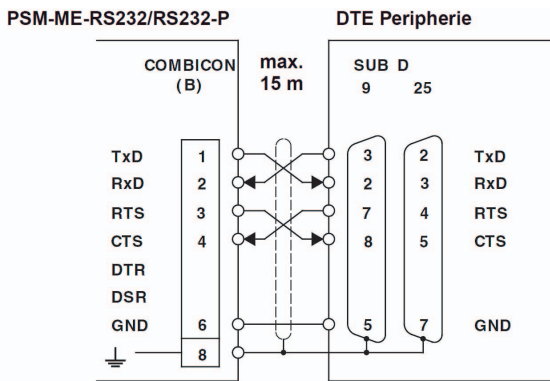 PSM-ME-RS232/RS232-P
DTE Peripherie
COMBICON
(B)
max.
15 m
SUB D
9 25
TxD 1 3 2 TxD
RxD 2 2 3 RxD
RTS 3 7 4 RTS
CTS 4 8 5 CTS
DTR
DSR
GND 6 5 7 GND
8